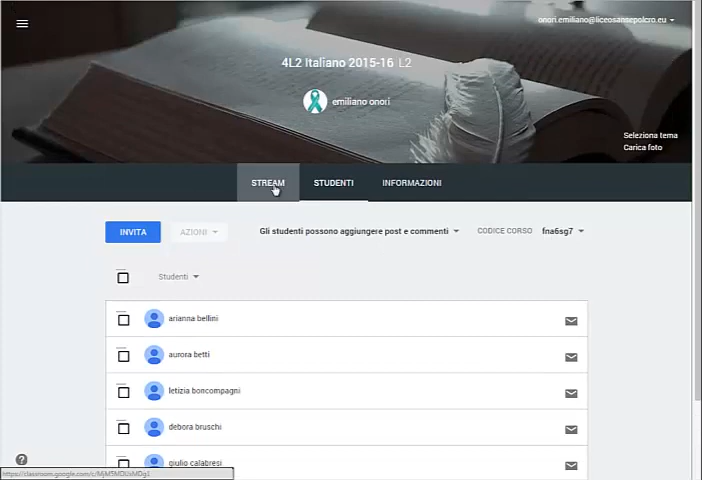 onori.emiliano@liceosansepolcro.eu
4L2 Italiano 2015-16 L2
emiliano onori
Seleziona tema
Carica foto
STREAM STUDENTI INFORMAZIONI
INVITA AZIONI Gli studenti possono aggiungere post e commenti CODICE CORSO fna6sg7
Studenti
arianna bellini
aurora betti
letizia boncompagni
debora bruschi
giulio calabresi